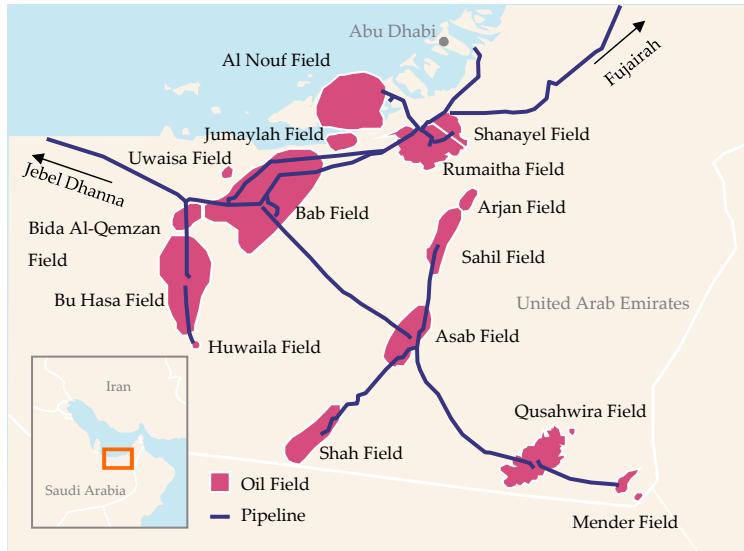 Abu Dhabi
Al Nouf Field
Fujairah
Jumaylah Field
Shanayel Field
Uwaisa Field
Rumaitha Field
Jebel Dhanna
Bab Field
Arjan Field
Bida Al-Qemzan
Field
Sahil Field
Bu Hasa Field
United Arab Emirates
Asab Field
Huwaila Field
Iran
Qusahwira Field
Shah Field
Saudi Arabia
Oil Field
Pipeline
Mender Field